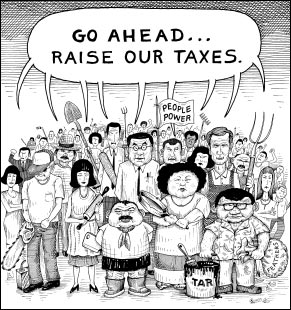 GO AHEAD...
RAISE OUR TAXES.
PEOPLE
POWER
TAR
FEATHERS